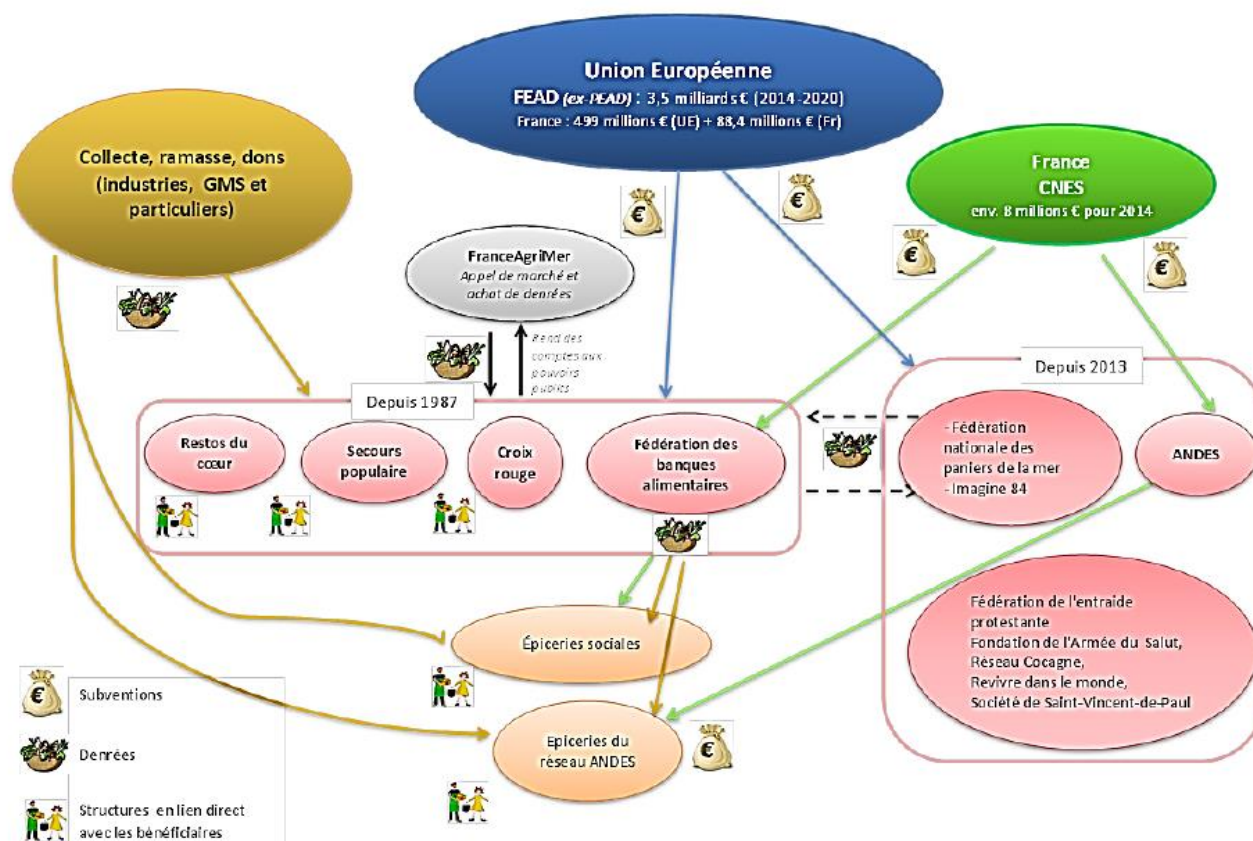 Union Européenne
FEAD (ex-PEAD) : 3,5 milliards € (2014-2020)
France : 499 millions € (UE) + 88,4 millions € (Fr)
Collecte, ramasse, dons
(industries, GMS et
particuliers)
France
CNES
env. 8 millions € pour 2014
FranceAgriMer
Appel de marché et
achat de denrées
Rend des
comptes aux
pouvoirs
publics
Depuis 1987
Restos du
cœur
Secours
populaire
Croix
rouge
Fédération des
banques
alimentaires
Depuis 2013
- Fédération
nationale des
paniers de la mer
- Imagine 84
ANDES
Fédération de l'entraide
protestante
Fondation de l'Armée du Salut,
Réseau Cocagne,
Revivre dans le monde,
Société de Saint-Vincent-de-Paul
Épiceries sociales
Epiceries du
réseau ANDES
Subventions
Denrées
Structures en lien direct
avec les bénéficiaires